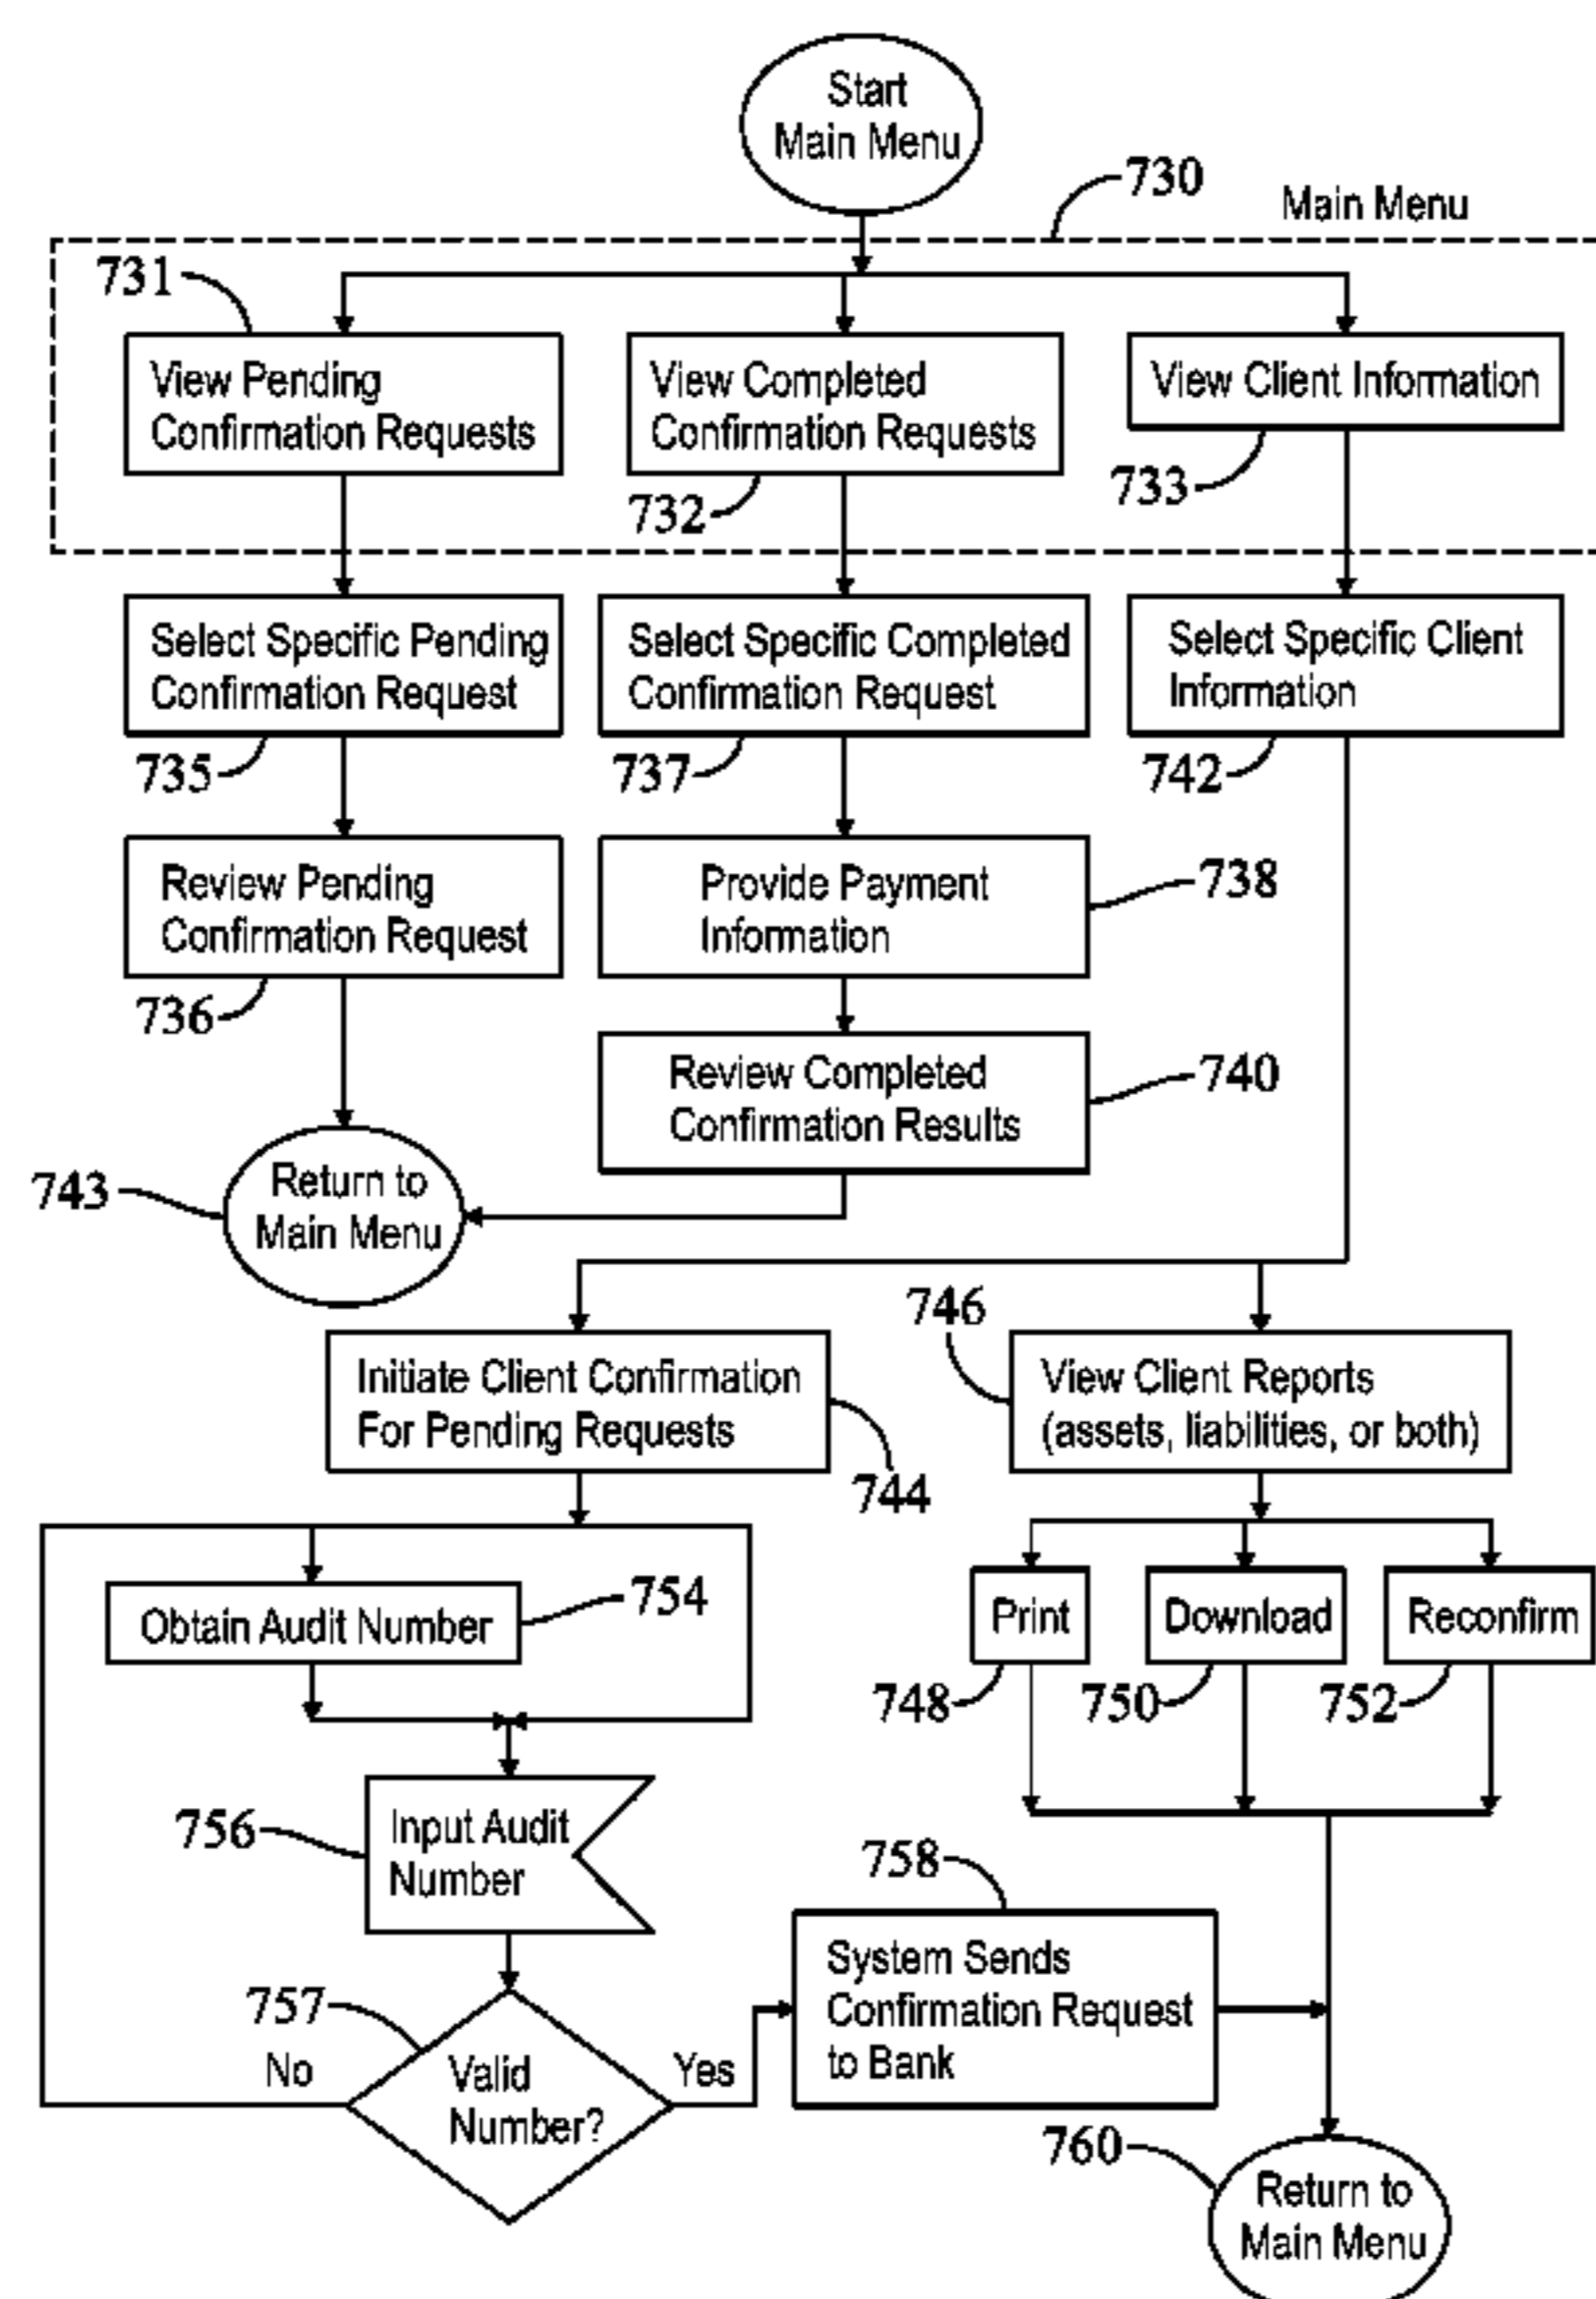 Start
Main Menu
730
Main Menu
731
View Pending
Confirmation Requests
View Completed
Confirmation Requests
732
View Client Information
733
Select Specific Pending
Confirmation Request
735
Select Specific Completed
Confirmation Request
737
Select Specific Client
Information
742
Review Pending
Confirmation Request
736
Provide Payment
Information
738
Review Completed
Confirmation Results
740
743
Return to
Main Menu
Initiate Client Confirmation
For Pending Requests
744
746
View Client Reports
(assets, liabilities, or both)
Obtain Audit Number
754
Print
748
Download
750
Reconfirm
752
756
Input Audit
Number
757
Valid
Number?
No
Yes
758
System Sends
Confirmation Request
to Bank
760
Return to
Main Menu